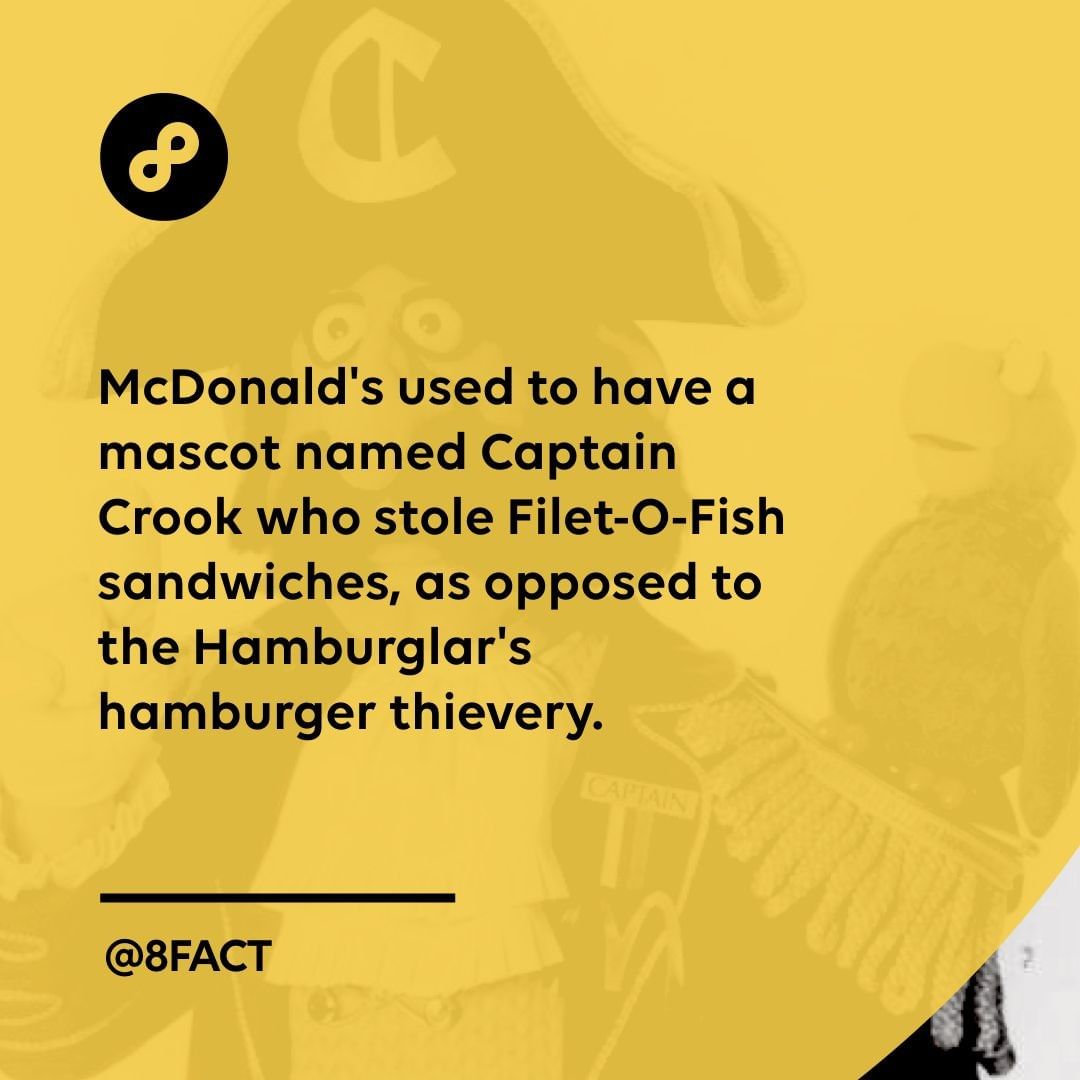 C
McDonald's used to have a
mascot named Captain
Crook who stole Filet-O-Fish
sandwiches, as opposed to
the Hamburglar's
hamburger thievery.
CAPTAIN
@8FACT